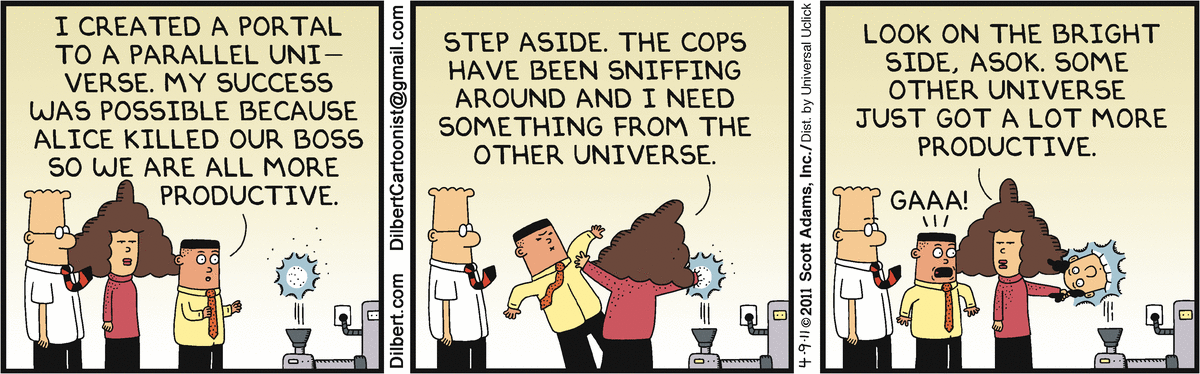 I CREATED A PORTAL
TO A PARALLEL UNI–
VERSE. MY SUCCESS
WAS POSSIBLE BECAUSE
ALICE KILLED OUR BOSS
SO WE ARE ALL MORE
PRODUCTIVE.
Dilbert.com DilbertCartoonist@gmail.com
STEP ASIDE. THE COPS
HAVE BEEN SNIFFING
AROUND AND I NEED
SOMETHING FROM THE
OTHER UNIVERSE.
4-9-11 © 2011 Scott Adams, Inc./Dist. by Universal Uclick
LOOK ON THE BRIGHT
SIDE, ASOK. SOME
OTHER UNIVERSE
JUST GOT A LOT MORE
PRODUCTIVE.
GAAA!